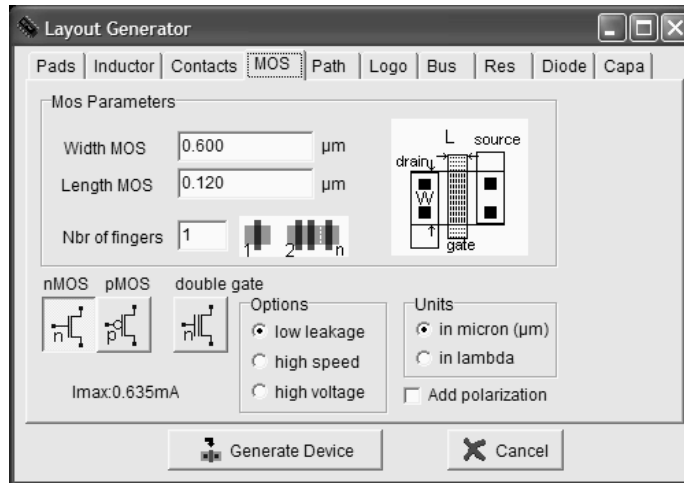 Layout Generator
Pads Inductor Contacts MOS Path Logo Bus Res Diode Capa
Mos Parameters
Width MOS 0.600 µm
Length MOS 0.120 µm
Nbr of fingers 1
1 2 n
L source
drain
W
gate
nMOS pMOS double gate
n p n
Options
low leakage
high speed
high voltage
Units
in micron (µm)
in lambda
Imax:0.635mA
Add polarization
Generate Device Cancel